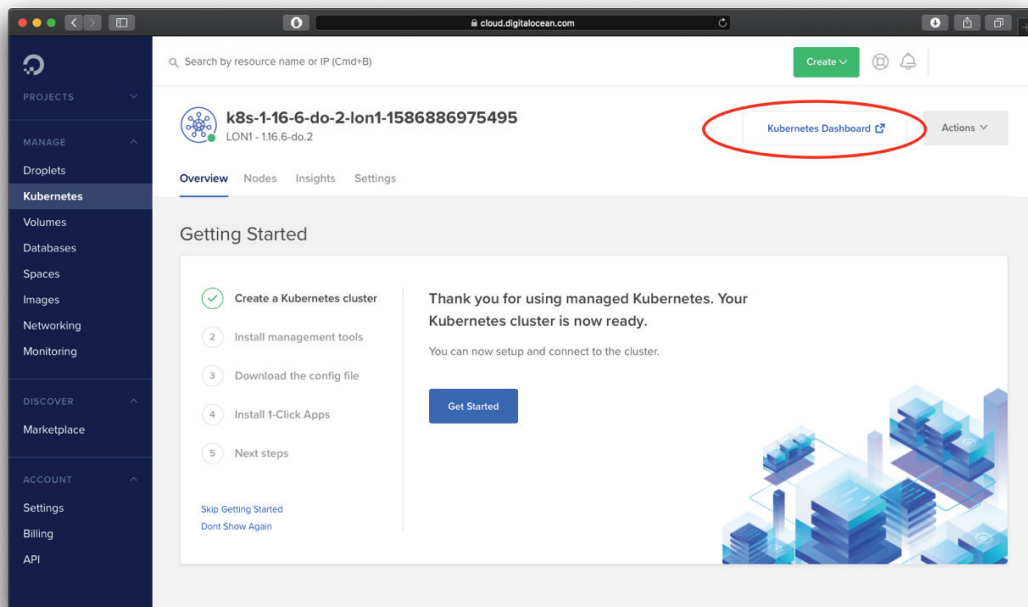 cloud.digitalocean.com
PROJECTS
MANAGE
Droplets
Kubernetes
Volumes
Databases
Spaces
Images
Networking
Monitoring
DISCOVER
Marketplace
ACCOUNT
Settings
Billing
API
Search by resource name or IP (Cmd+B)
Create
k8s-1-16-6-do-2-lon1-1586886975495
LON1 - 1.16.6-do.2
Kubernetes Dashboard
Actions
Overview Nodes Insights Settings
Getting Started
Create a Kubernetes cluster
2 Install management tools
3 Download the config file
4 Install 1-Click Apps
5 Next steps
Skip Getting Started
Dont Show Again
Thank you for using managed Kubernetes. Your
Kubernetes cluster is now ready.
You can now setup and connect to the cluster.
Get Started